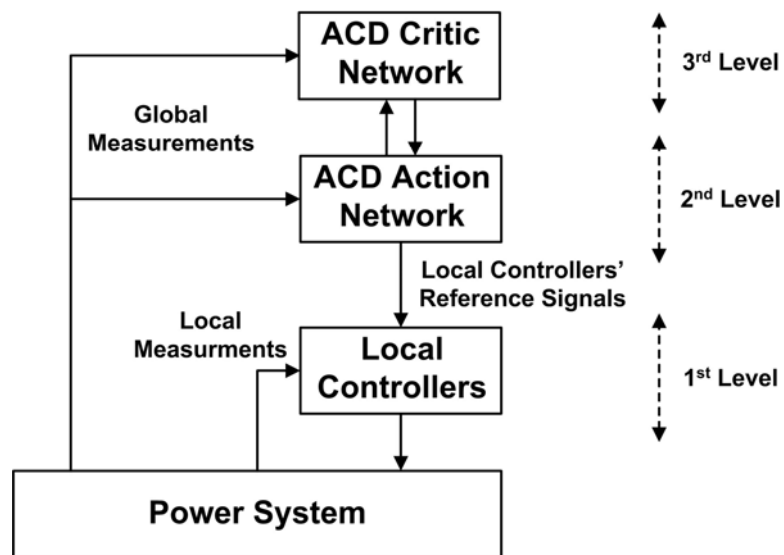 ACD Critic
Network
3rd Level
Global
Measurements
ACD Action
Network
2nd Level
Local Controllers’
Reference Signals
Local
Measurments
Local
Controllers
1st Level
Power System